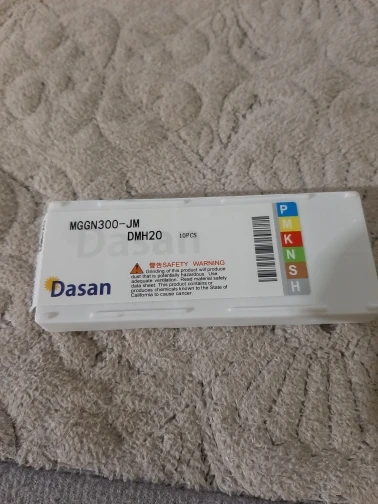 MGGN300-JM
DMH20 10PCS
Dasan
警告SAFETY WARNING
Grinding of this product will produce
dust that is potentially hazardous. Use
adequate ventilation. Read material safety
data sheet. This product contains or
produces chemicals known to the State of
California to cause cancer.
Dasan
P
M
K
N
S
H